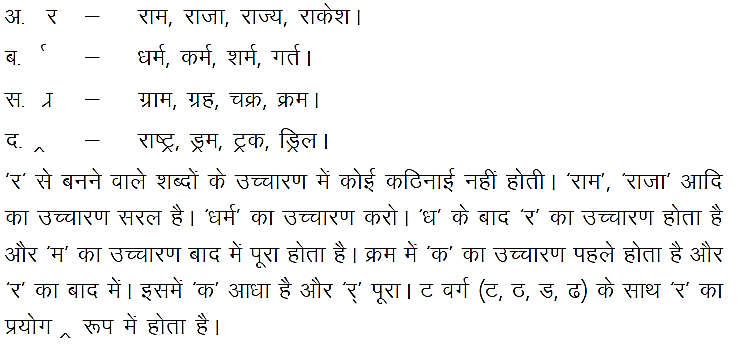 अ. र – राम, राजा, राज्य, राकेश।
ब. र्  – धर्म, कर्म, शर्म, गर्त।
स. ्र – ग्राम, ग्रह, चक्र, क्रम।
द. ‸ – राष्ट्र, ड्रम, ट्रक, ड्रिल।
'र' से बनने वाले शब्दों के उच्चारण में कोई कठिनाई नहीं होती। 'राम', 'राजा' आदि
का उच्चारण सरल है। 'धर्म' का उच्चारण करो। 'ध' के बाद 'र' का उच्चारण होता है
और 'म' का उच्चारण बाद में पूरा होता है। क्रम में 'क' का उच्चारण पहले होता है और
'र' का बाद में। इसमें 'क' आधा है और 'र्' पूरा। ट वर्ग (ट, ठ, ड, ढ) के साथ 'र' का
प्रयोग ‸ रूप में होता है।